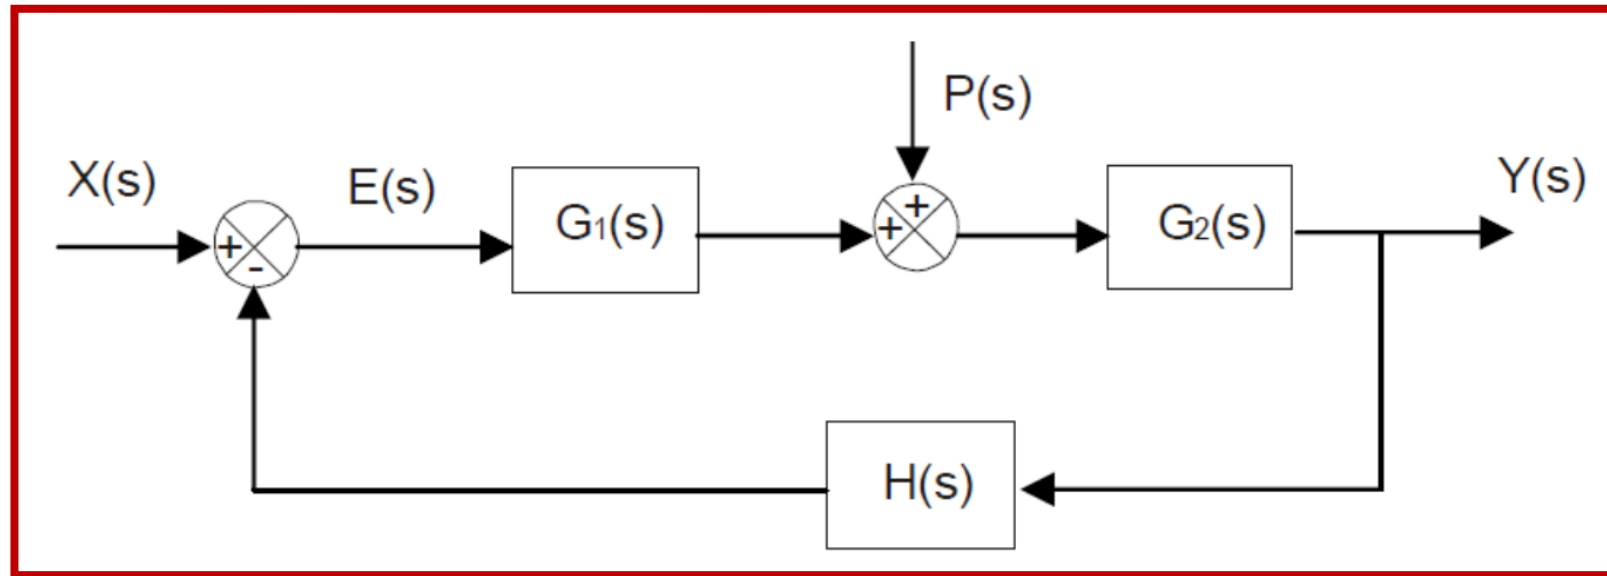 P(s)
X(s)
E(s)
G1(s)
G2(s)
Y(s)
+
-
+
+
H(s)